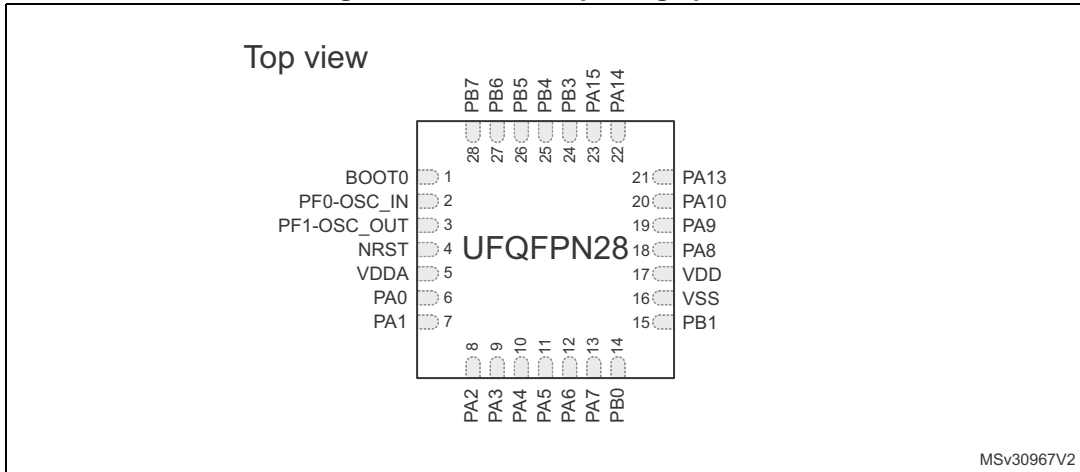 Top view
PB7 PB6 PB5 PB4 PB3 PA15 PA14
28 27 26 25 24 23 22
BOOT0 1 21 PA13
PF0-OSC_IN 2 20 PA10
PF1-OSC_OUT 3 19 PA9
NRST 4 UFQFPN28 18 PA8
VDDA 5 17 VDD
PA0 6 16 VSS
PA1 7 15 PB1
8 9 10 11 12 13 14
PA2 PA3 PA4 PA5 PA6 PA7 PB0
MSv30967V2